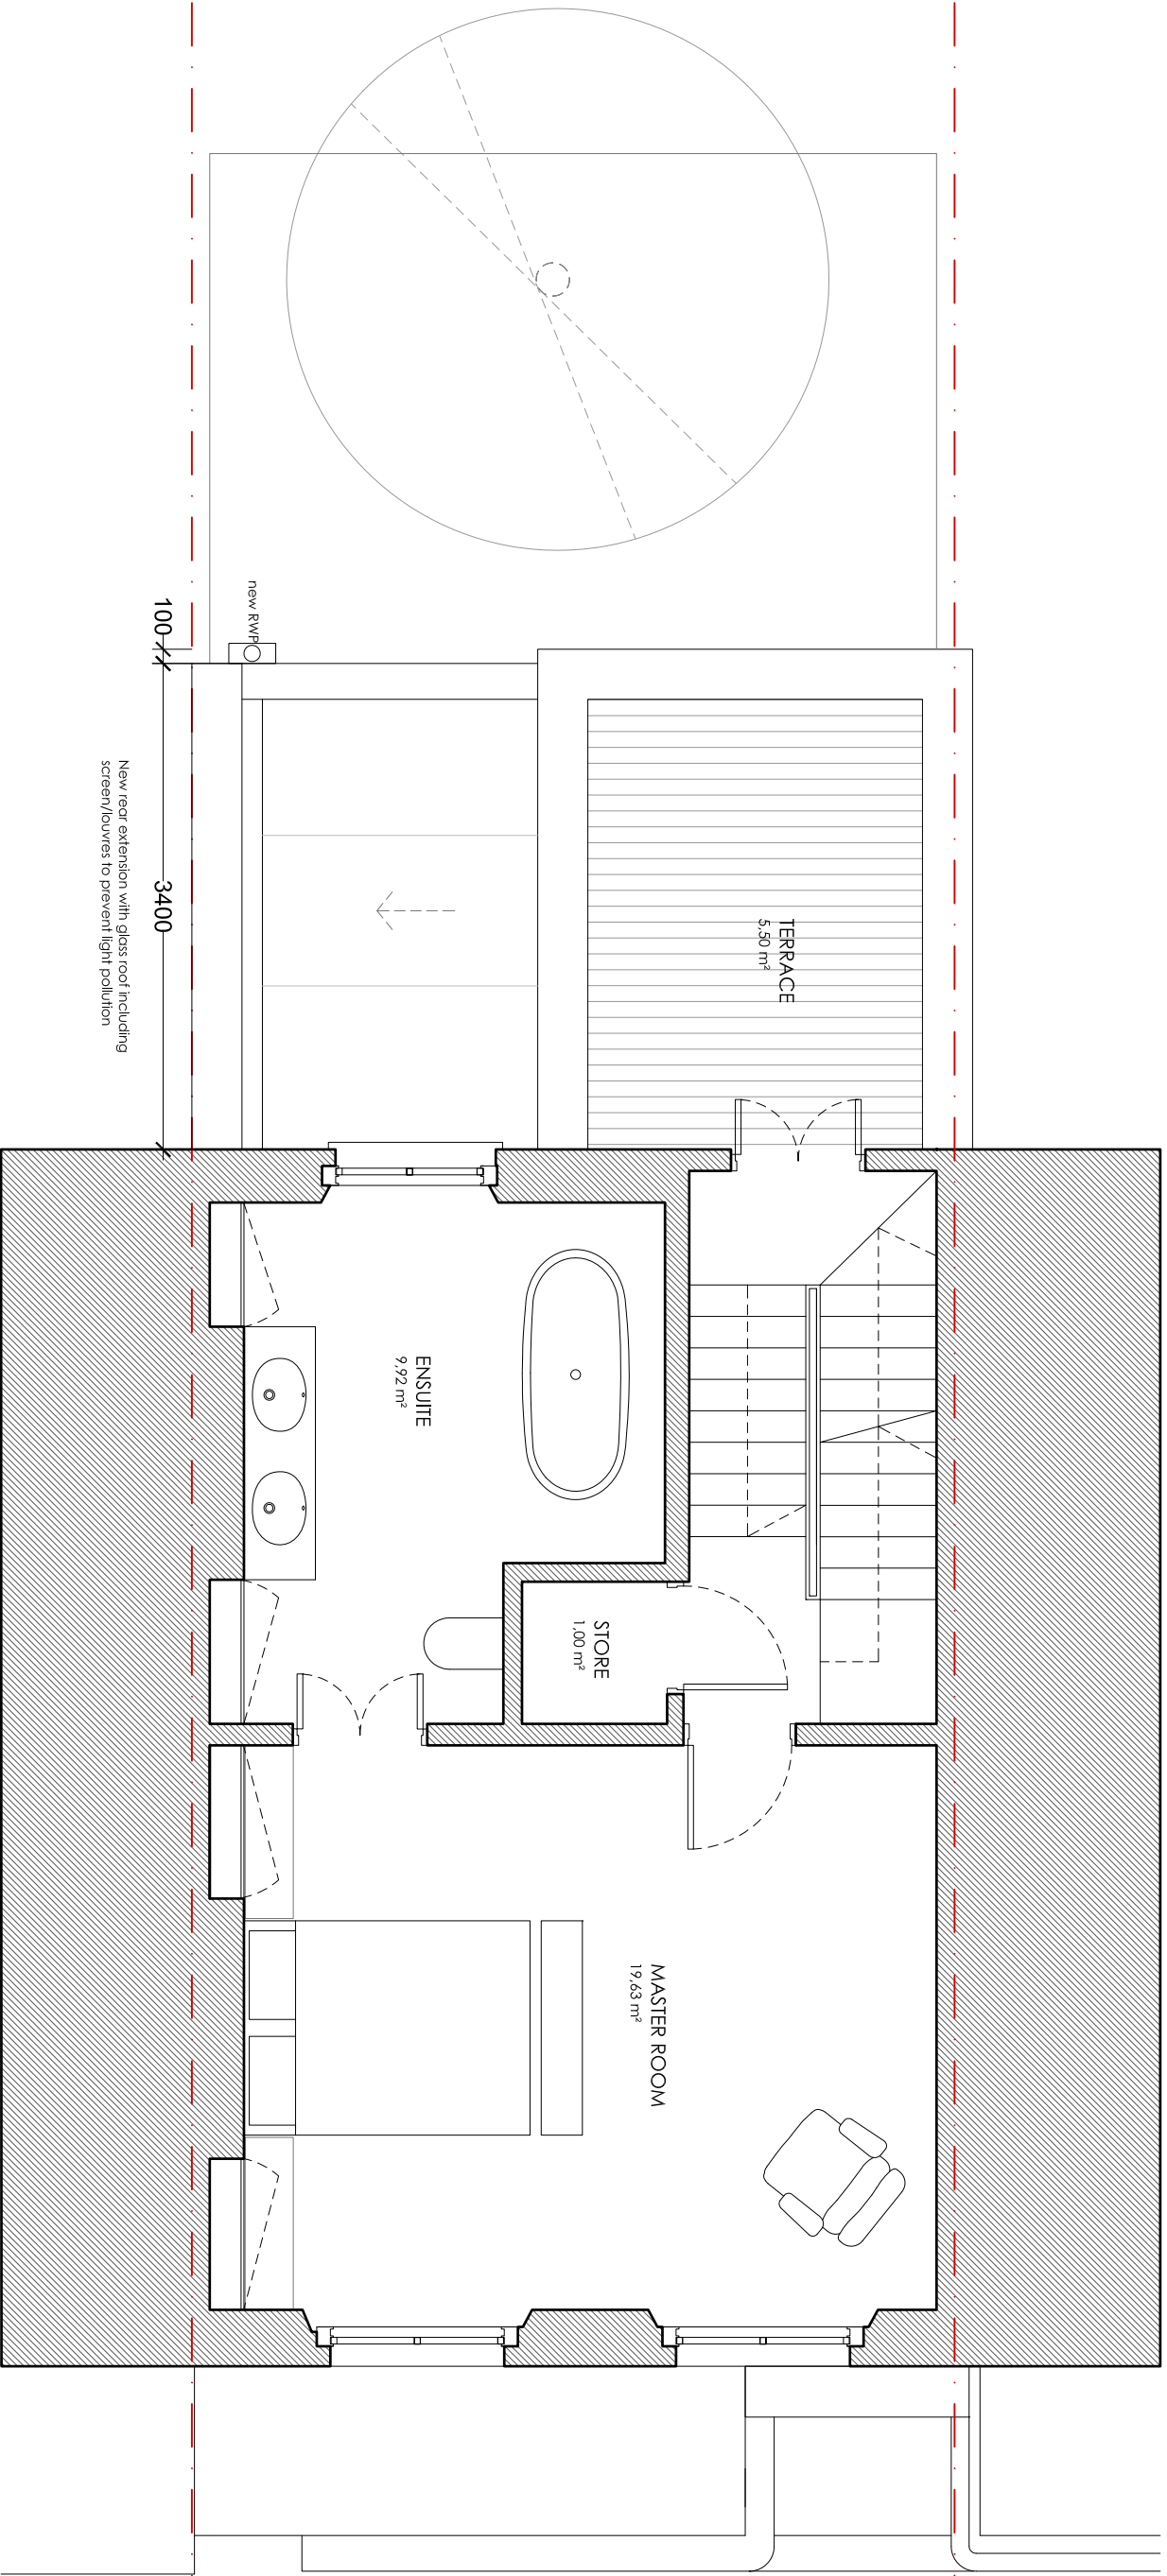 new RWP
100
3400
New rear extension with glass roof including
screen/louvres to prevent light pollution
TERRACE
5,50 m²
ENSUITE
9,92 m²
STORE
1,00 m²
MASTER ROOM
19,63 m²